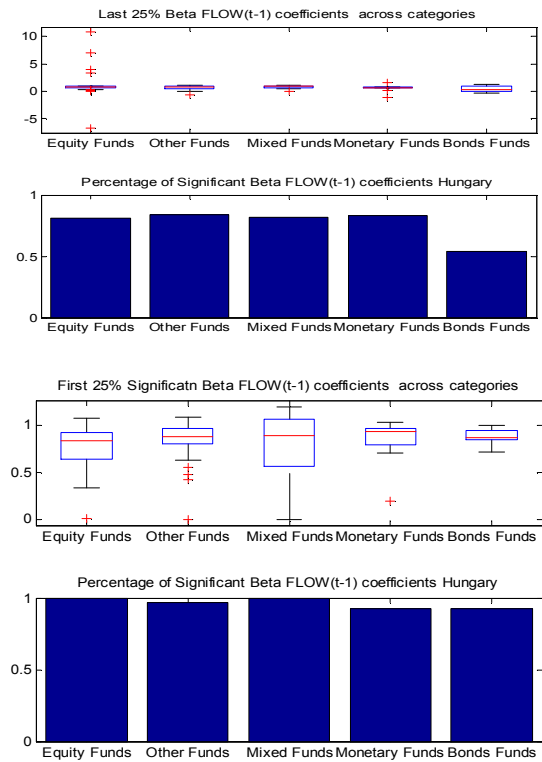 Last 25% Beta FLOW(t-1) coefficients across categories
10
5
0
-5
Equity Funds Other Funds Mixed Funds Monetary Funds Bonds Funds
Percentage of Significant Beta FLOW(t-1) coefficients Hungary
1
0.5
0
Equity Funds Other Funds Mixed Funds Monetary Funds Bonds Funds
First 25% Significatn Beta FLOW(t-1) coefficients across categories
1
0.5
0
Equity Funds Other Funds Mixed Funds Monetary Funds Bonds Funds
Percentage of Significant Beta FLOW(t-1) coefficients Hungary
1
0.5
0
Equity Funds Other Funds Mixed Funds Monetary Funds Bonds Funds